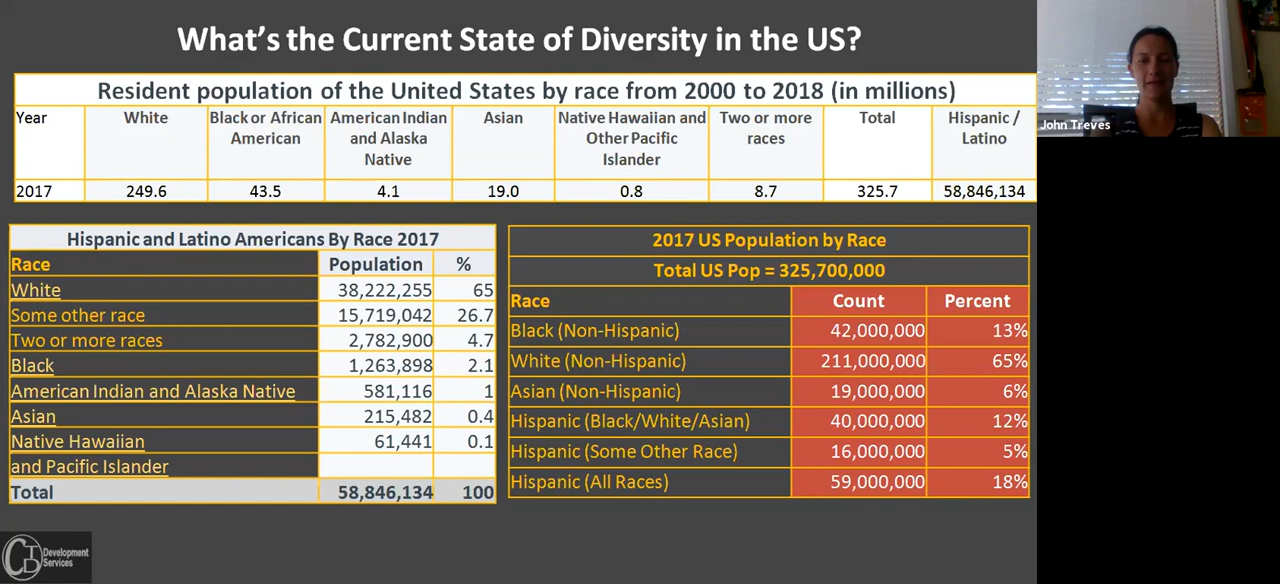 What's the Current State of Diversity in the US?
Resident population of the United States by race from 2000 to 2018 (in millions)
Year White Black or African American American Indian and Alaska Native Asian Native Hawaiian and Other Pacific Islander Two or more races Total Hispanic / Latino
2017 249.6 43.5 4.1 19.0 0.8 8.7 325.7 58,846,134
Hispanic and Latino Americans By Race 2017
Race Population %
White 38,222,255 65
Some other race 15,719,042 26.7
Two or more races 2,782,900 4.7
Black 1,263,898 2.1
American Indian and Alaska Native 581,116 1
Asian 215,482 0.4
Native Hawaiian 61,441 0.1
and Pacific Islander
Total 58,846,134 100
2017 US Population by Race
Total US Pop = 325,700,000
Race Count Percent
Black (Non-Hispanic) 42,000,000 13%
White (Non-Hispanic) 211,000,000 65%
Asian (Non-Hispanic) 19,000,000 6%
Hispanic (Black/White/Asian) 40,000,000 12%
Hispanic (Some Other Race) 16,000,000 5%
Hispanic (All Races) 59,000,000 18%
John Treves
CTD Development
Services